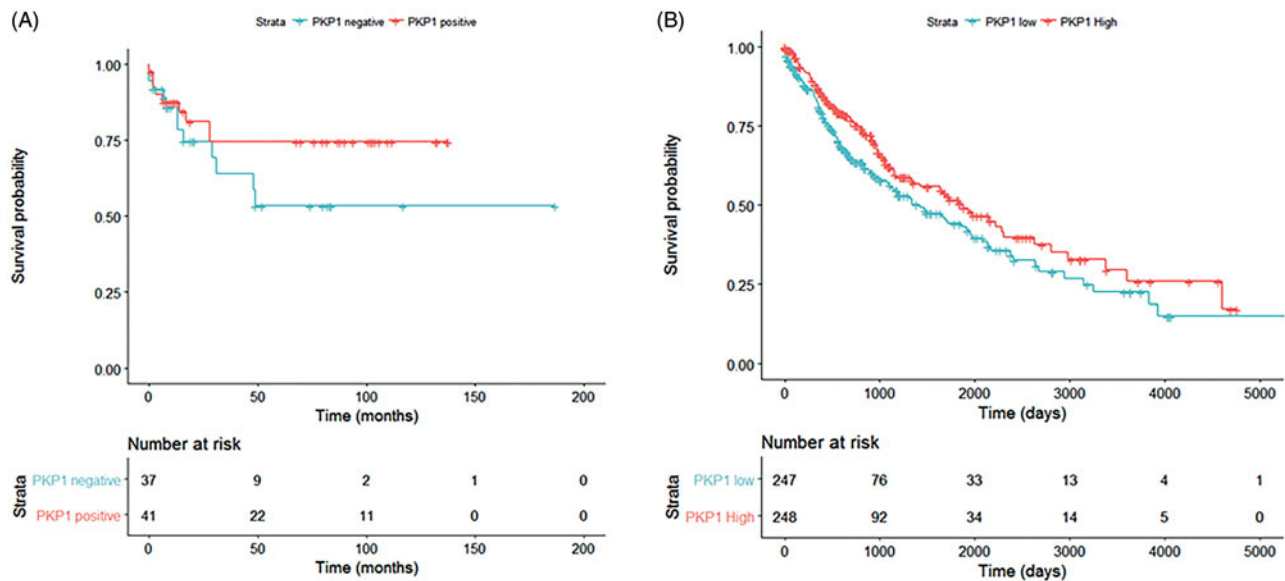 (A)
Strata PKP1 negative PKP1 positive
1.00
0.75
0.50
0.25
0.00
Survival probability
0 50 100 150 200
Time (months)
Number at risk
Strata
PKP1 negative 37 9 2 1 0
PKP1 positive 41 22 11 0 0
0 50 100 150 200
Time (months)
(B)
Strata PKP1 low PKP1 High
1.00
0.75
0.50
0.25
0.00
Survival probability
0 1000 2000 3000 4000 5000
Time (days)
Number at risk
Strata
PKP1 low 247 76 33 13 4 1
PKP1 High 248 92 34 14 5 0
0 1000 2000 3000 4000 5000
Time (days)